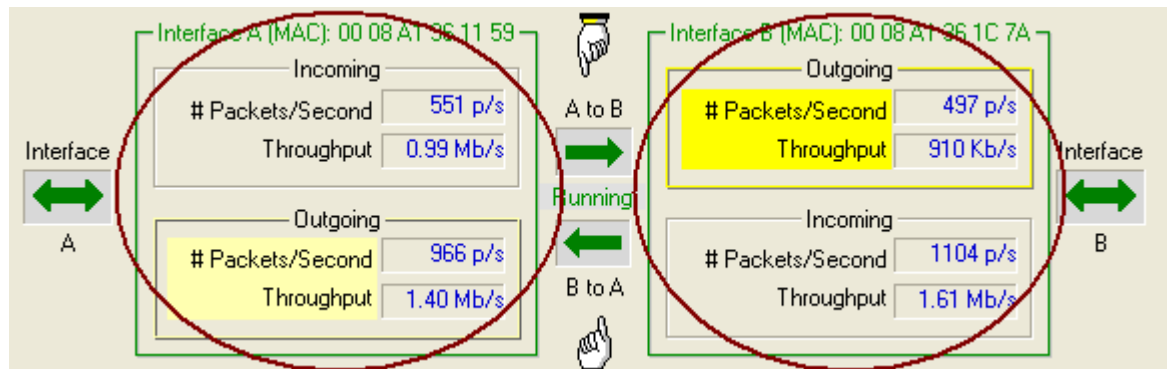 Interface A (MAC): 00 08 A1 36 11 59
Incoming
# Packets/Second 551 p/s
Throughput 0.99 Mb/s
Outgoing
# Packets/Second 966 p/s
Throughput 1.40 Mb/s
Interface
A
A to B
Running
B to A
Interface B (MAC): 00 08 A1 36 1C 7A
Outgoing
# Packets/Second 497 p/s
Throughput 910 Kb/s
Incoming
# Packets/Second 1104 p/s
Throughput 1.61 Mb/s
Interface
B